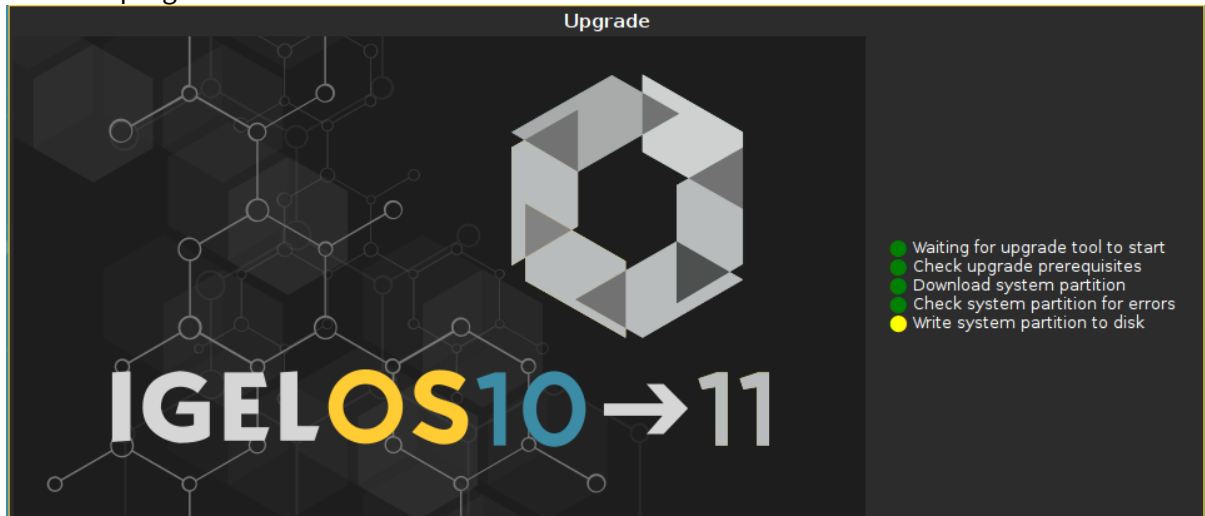 Upgrade
Waiting for upgrade tool to start
Check upgrade prerequisites
Download system partition
Check system partition for errors
Write system partition to disk
IGELOS10→11